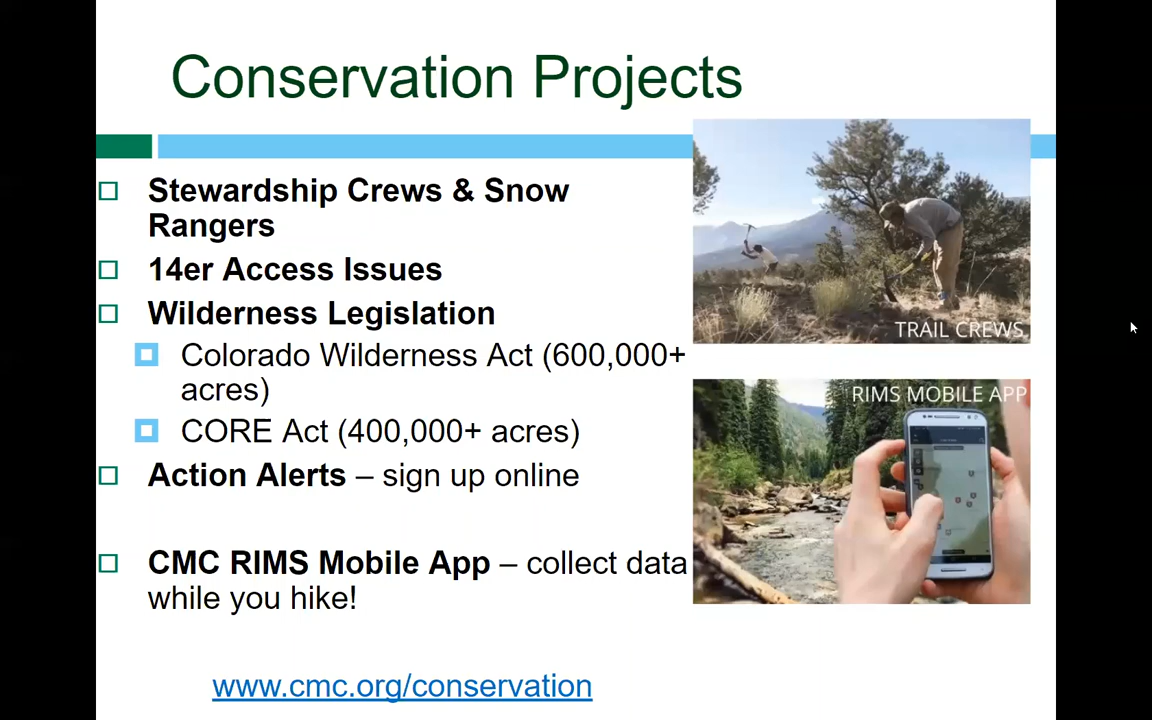 Conservation Projects
Stewardship Crews & Snow
Rangers
14er Access Issues
Wilderness Legislation
Colorado Wilderness Act (600,000+
acres)
CORE Act (400,000+ acres)
Action Alerts – sign up online
CMC RIMS Mobile App – collect data
while you hike!
www.cmc.org/conservation
TRAIL CREWS
RIMS MOBILE APP